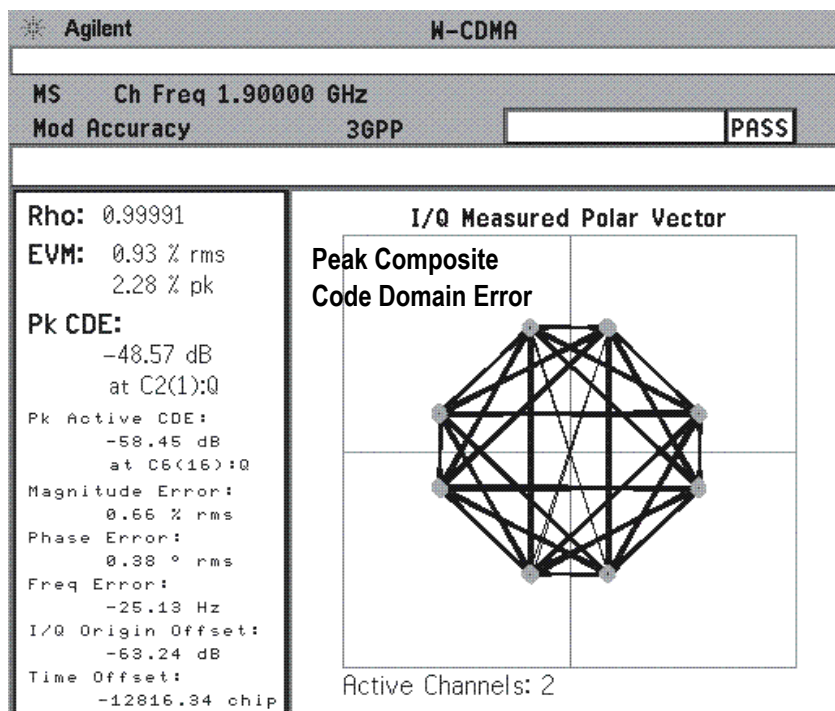 Agilent W-CDMA
MS Ch Freq 1.90000 GHz
Mod Accuracy 3GPP PASS
Rho: 0.99991
EVM: 0.93 % rms
2.28 % pk
Pk CDE:
-48.57 dB
at C2(1):Q
Pk Active CDE:
-58.45 dB
at C6(16):Q
Magnitude Error:
0.66 % rms
Phase Error:
0.38 ° rms
Freq Error:
-25.13 Hz
I/Q Origin Offset:
-63.24 dB
Time Offset:
-12816.34 chip
I/Q Measured Polar Vector
Peak Composite
Code Domain Error
Active Channels: 2